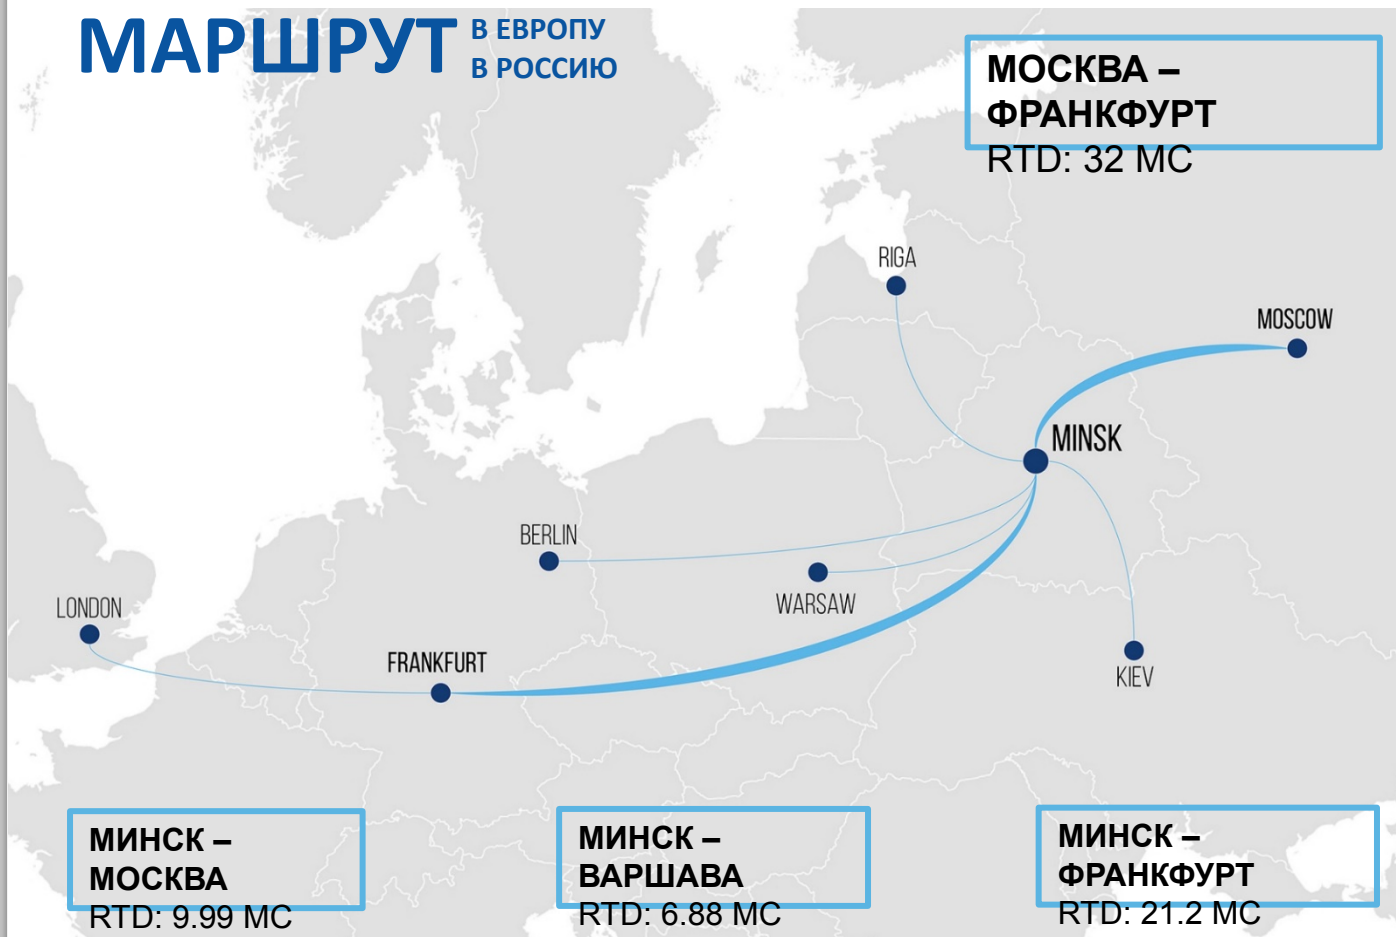 МАРШРУТ
В ЕВРОПУ
В РОССИЮ
МОСКВА –
ФРАНКФУРТ
RTD: 32 МС
RIGA
MOSCOW
MINSK
BERLIN
WARSAW
LONDON
FRANKFURT
KIEV
МИНСК –
МОСКВА
RTD: 9.99 МС
МИНСК –
ВАРШАВА
RTD: 6.88 МС
МИНСК –
ФРАНКФУРТ
RTD: 21.2 МС